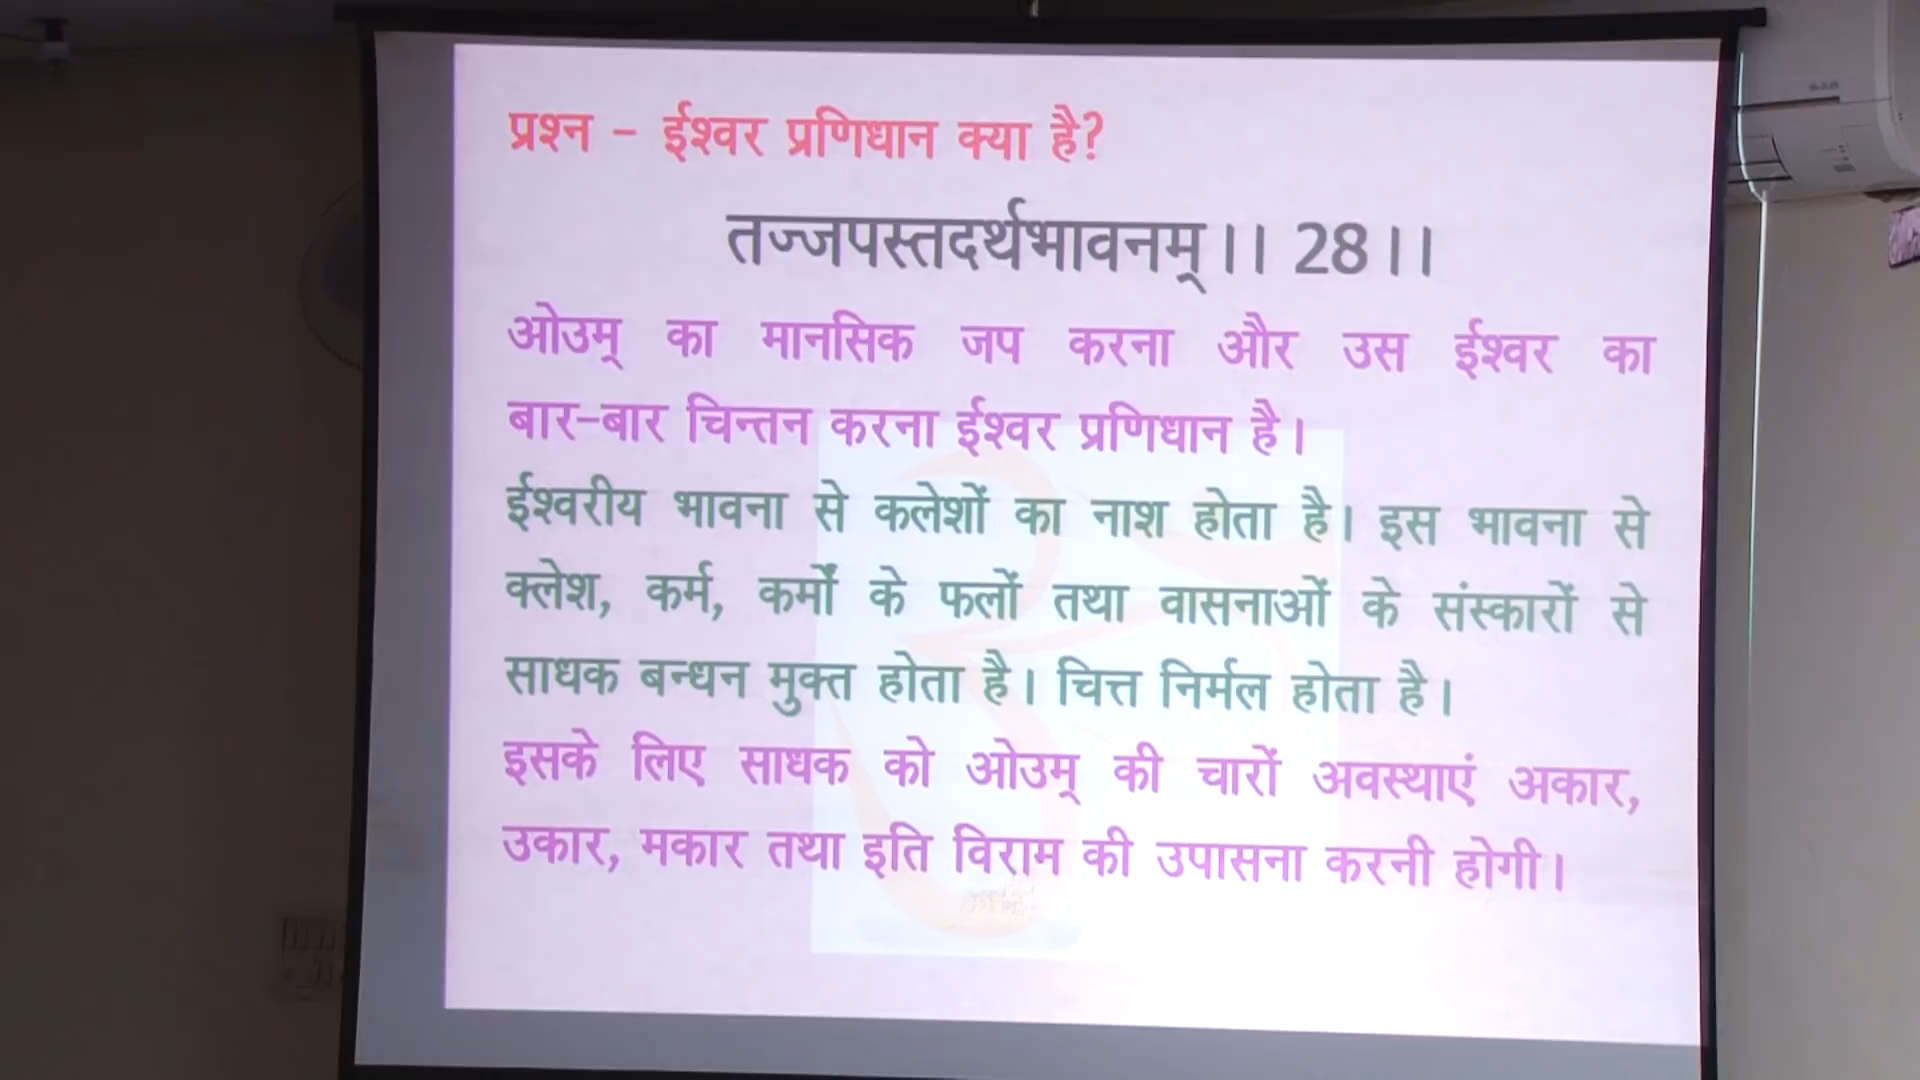 प्रश्न - ईश्वर प्रणिधान क्या है?
तज्जपस्तदर्थभावनम्।। 28।।
ओउम् का मानसिक जप करना और उस ईश्वर का
बार-बार चिन्तन करना ईश्वर प्रणिधान है।
ईश्वरीय भावना से कलेशों का नाश होता है। इस भावना से
क्लेश, कर्म, कर्मों के फलों तथा वासनाओं के संस्कारों से
साधक बन्धन मुक्त होता है। चित्त निर्मल होता है।
इसके लिए साधक को ओउम् की चारों अवस्थाएं अकार,
उकार, मकार तथा इति विराम की उपासना करनी होगी।